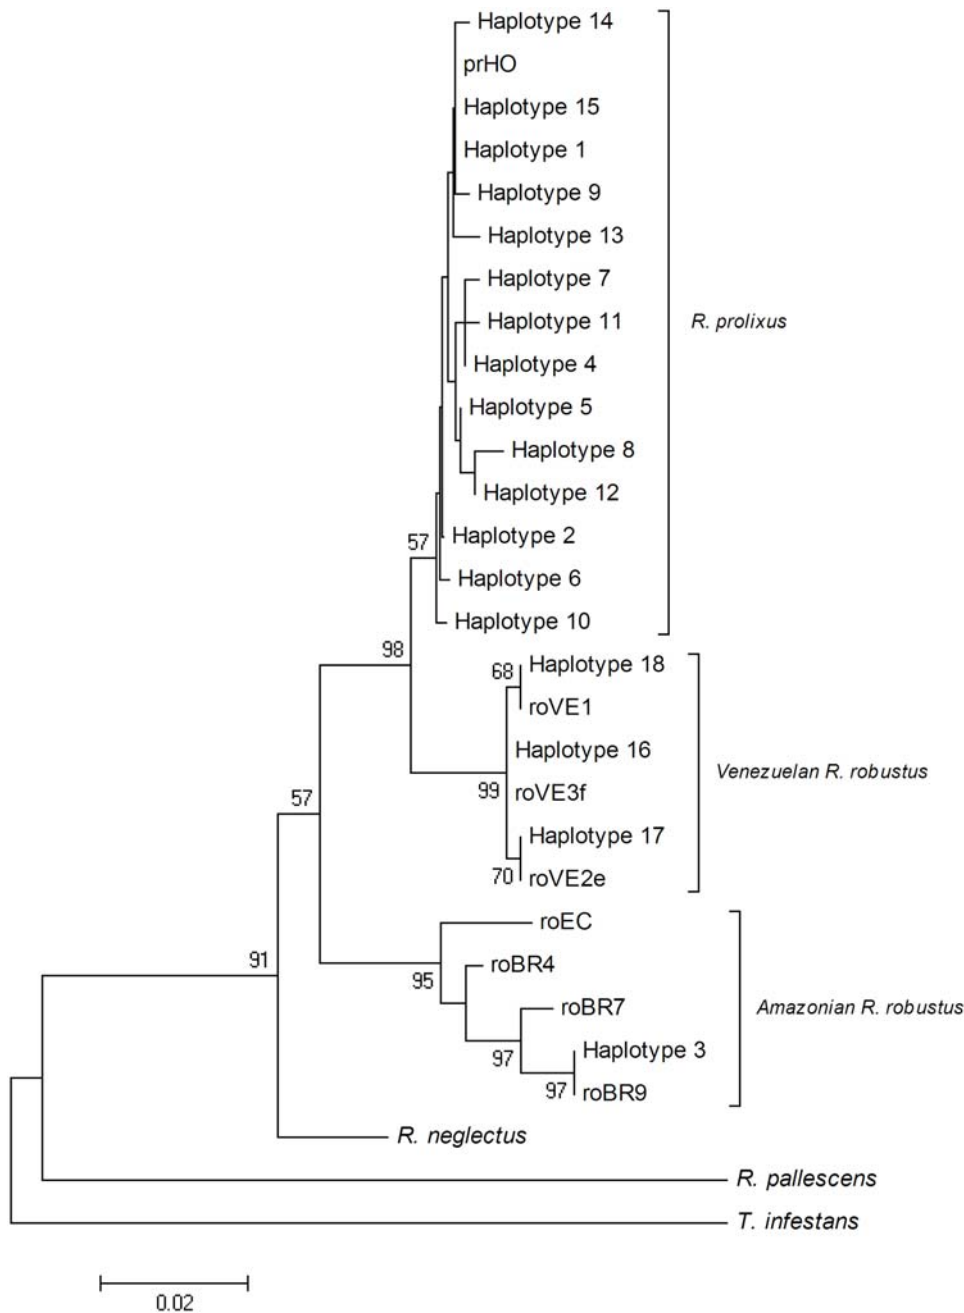 Haplotype 14
prHO
Haplotype 15
Haplotype 1
Haplotype 9
Haplotype 13
Haplotype 7
Haplotype 11
R. prolixus
Haplotype 4
Haplotype 5
Haplotype 8
Haplotype 12
Haplotype 2
57
Haplotype 6
Haplotype 10
98
68
Haplotype 18
roVE1
Haplotype 16
Venezuelan R. robustus
99
roVE3f
57
Haplotype 17
70
roVE2e
roEC
91
roBR4
95
roBR7
Amazonian R. robustus
97
Haplotype 3
97
roBR9
R. neglectus
R. pallescens
T. infestans
0.02